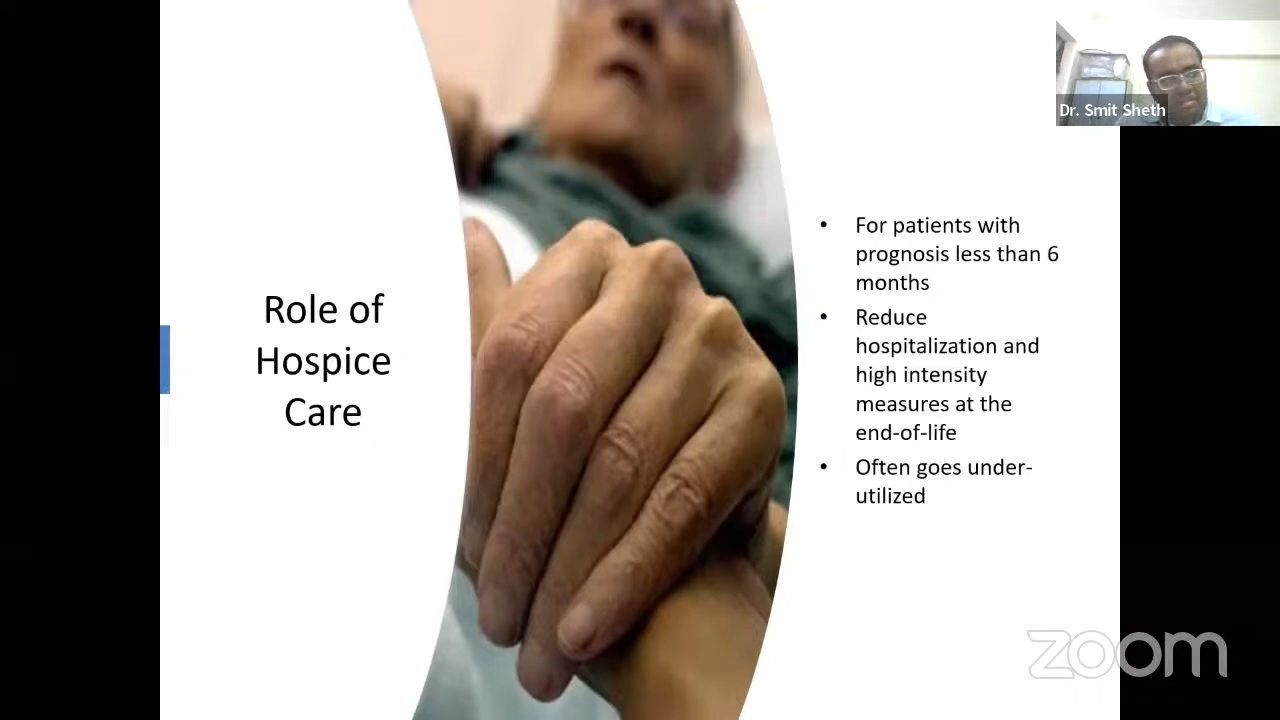 Dr. Smit Sheth
Role of
Hospice
Care
• For patients with
prognosis less than 6
months
• Reduce
hospitalization and
high intensity
measures at the
end-of-life
• Often goes under-
utilized
zoom